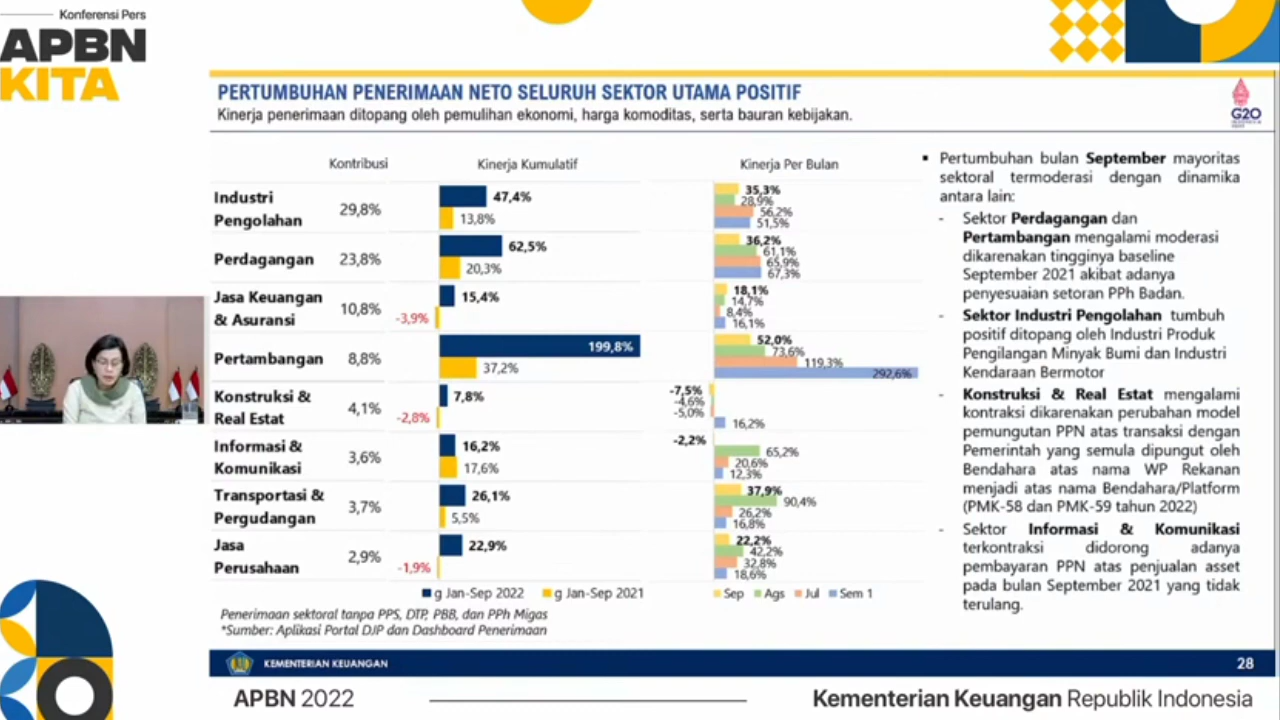 Konferensi Pers
APBN
KITA
PERTUMBUHAN PENERIMAAN NETO SELURUH SEKTOR UTAMA POSITIF
Kinerja penerimaan ditopang oleh pemulihan ekonomi, harga komoditas, serta bauran kebijakan.
G20
Kontribusi
Kinerja Kumulatif
Kinerja Per Bulan
Industri
Pengolahan
29,8%
47,4%
13,8%
35,3%
28,9%
56,2%
51,5%
Perdagangan
23,8%
62,5%
20,3%
36,2%
61,1%
65,9%
67,3%
Jasa Keuangan
& Asuransi
10,8%
15,4%
-3,9%
18,1%
14,7%
8,4%
16,1%
Pertambangan
8,8%
199,8%
37,2%
52,0%
73,6%
119,3%
292,6%
Konstruksi &
Real Estat
4,1%
7,8%
-2,8%
-7,5%
-4,6%
-5,0%
16,2%
Informasi &
Komunikasi
3,6%
16,2%
17,6%
-2,2%
65,2%
20,6%
12,3%
Transportasi &
Pergudangan
3,7%
26,1%
5,5%
37,9%
90,4%
26,2%
16,8%
Jasa
Perusahaan
2,9%
22,9%
-1,9%
22,2%
42,2%
32,8%
18,6%
g Jan-Sep 2022
g Jan-Sep 2021
Sep
Ags
Jul
Sem 1
Penerimaan sektoral tanpa PPS, DTP, PBB, dan PPh Migas
*Sumber: Aplikasi Portal DJP dan Dashboard Penerimaan
▪ Pertumbuhan bulan September mayoritas
sektoral termoderasi dengan dinamika
antara lain:
- Sektor Perdagangan dan
Pertambangan mengalami moderasi
dikarenakan tingginya baseline
September 2021 akibat adanya
penyesuaian setoran PPh Badan.
- Sektor Industri Pengolahan tumbuh
positif ditopang oleh Industri Produk
Pengilangan Minyak Bumi dan Industri
Kendaraan Bermotor
- Konstruksi & Real Estat mengalami
kontraksi dikarenakan perubahan model
pemungutan PPN atas transaksi dengan
Pemerintah yang semula dipungut oleh
Bendahara atas nama WP Rekanan
menjadi atas nama Bendahara/Platform
(PMK-58 dan PMK-59 tahun 2022)
- Sektor Informasi & Komunikasi
terkontraksi didorong adanya
pembayaran PPN atas penjualan asset
pada bulan September 2021 yang tidak
terulang.
KEMENTERIAN KEUANGAN
28
APBN 2022
Kementerian Keuangan Republik Indonesia